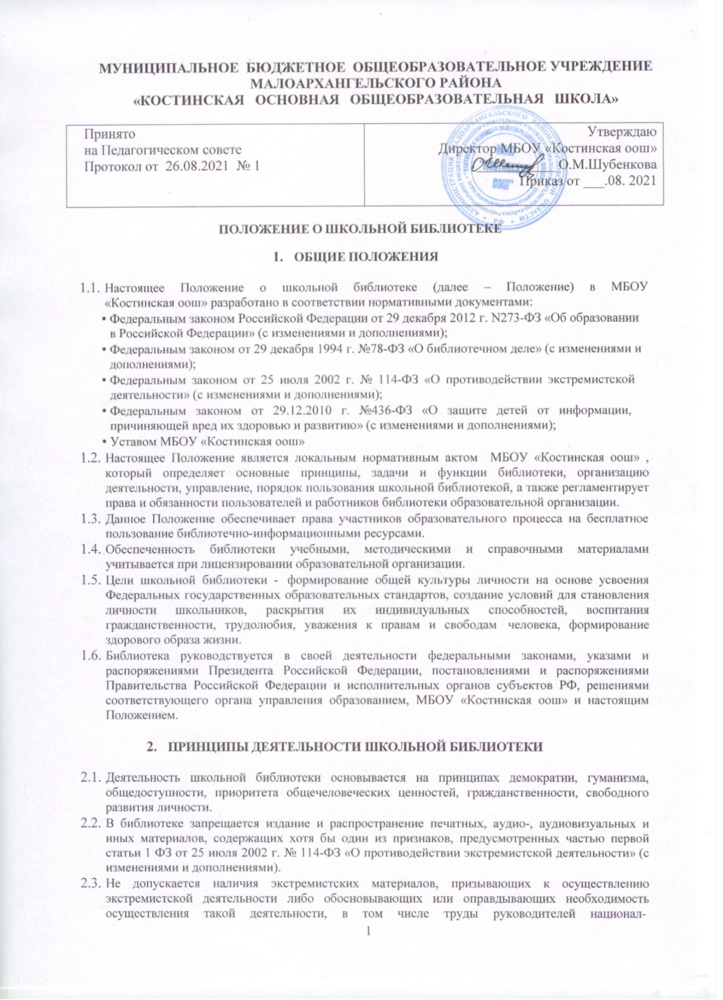 МУНИЦИПАЛЬНОЕ БЮДЖЕТНОЕ ОБЩЕОБРАЗОВАТЕЛЬНОЕ УЧРЕЖДЕНИЕ
МАЛОАРХАНГЕЛЬСКОГО РАЙОНА
«КОСТИНСКАЯ ОСНОВНАЯ ОБЩЕОБРАЗОВАТЕЛЬНАЯ ШКОЛА»
Принято
на Педагогическом совете
Протокол от 26.08.2021 № 1
Утверждаю
Директор МБОУ «Костинская оош»
____________ О.М.Шубенкова
Приказ от ___.08. 2021
ПОЛОЖЕНИЕ О ШКОЛЬНОЙ БИБЛИОТЕКЕ
1. ОБЩИЕ ПОЛОЖЕНИЯ
1.1. Настоящее Положение о школьной библиотеке (далее – Положение) в МБОУ
«Костинская оош» разработано в соответствии нормативными документами:
• Федеральным законом Российской Федерации от 29 декабря 2012 г. N273-ФЗ «Об образовании
в Российской Федерации» (с изменениями и дополнениями);
• Федеральным законом от 29 декабря 1994 г. №78-ФЗ «О библиотечном деле» (с изменениями и
дополнениями);
• Федеральным законом от 25 июля 2002 г. № 114-ФЗ «О противодействии экстремистской
деятельности» (с изменениями и дополнениями);
• Федеральным законом от 29.12.2010 г. №436-ФЗ «О защите детей от информации,
причиняющей вред их здоровью и развитию» (с изменениями и дополнениями);
• Уставом МБОУ «Костинская оош»
1.2. Настоящее Положение является локальным нормативным актом МБОУ «Костинская оош» ,
который определяет основные принципы, задачи и функции библиотеки, организацию
деятельности, управление, порядок пользования школьной библиотекой, а также регламентирует
права и обязанности пользователей и работников библиотеки образовательной организации.
1.3. Данное Положение обеспечивает права участников образовательного процесса на бесплатное
пользование библиотечно-информационными ресурсами.
1.4. Обеспеченность библиотеки учебными, методическими и справочными материалами
учитывается при лицензировании образовательной организации.
1.5. Цели школьной библиотеки - формирование общей культуры личности на основе усвоения
Федеральных государственных образовательных стандартов, создание условий для становления
личности школьников, раскрытия их индивидуальных способностей, воспитания
гражданственности, трудолюбия, уважения к правам и свободам человека, формирование
здорового образа жизни.
1.6. Библиотека руководствуется в своей деятельности федеральными законами, указами и
распоряжениями Президента Российской Федерации, постановлениями и распоряжениями
Правительства Российской Федерации и исполнительных органов субъектов РФ, решениями
соответствующего органа управления образованием, МБОУ «Костинская оош» и настоящим
Положением.
2. ПРИНЦИПЫ ДЕЯТЕЛЬНОСТИ ШКОЛЬНОЙ БИБЛИОТЕКИ
2.1. Деятельность школьной библиотеки основывается на принципах демократии, гуманизма,
общедоступности, приоритета общечеловеческих ценностей, гражданственности, свободного
развития личности.
2.2. В библиотеке запрещается издание и распространение печатных, аудио-, аудиовизуальных и
иных материалов, содержащих хотя бы один из признаков, предусмотренных частью первой
статьи 1 ФЗ от 25 июля 2002 г. № 114-ФЗ «О противодействии экстремистской деятельности» (с
изменениями и дополнениями).
2.3. Не допускается наличия экстремистских материалов, призывающих к осуществлению
экстремистской деятельности либо обосновывающих или оправдывающих необходимость
осуществления такой деятельности, в том числе труды руководителей национал-
1